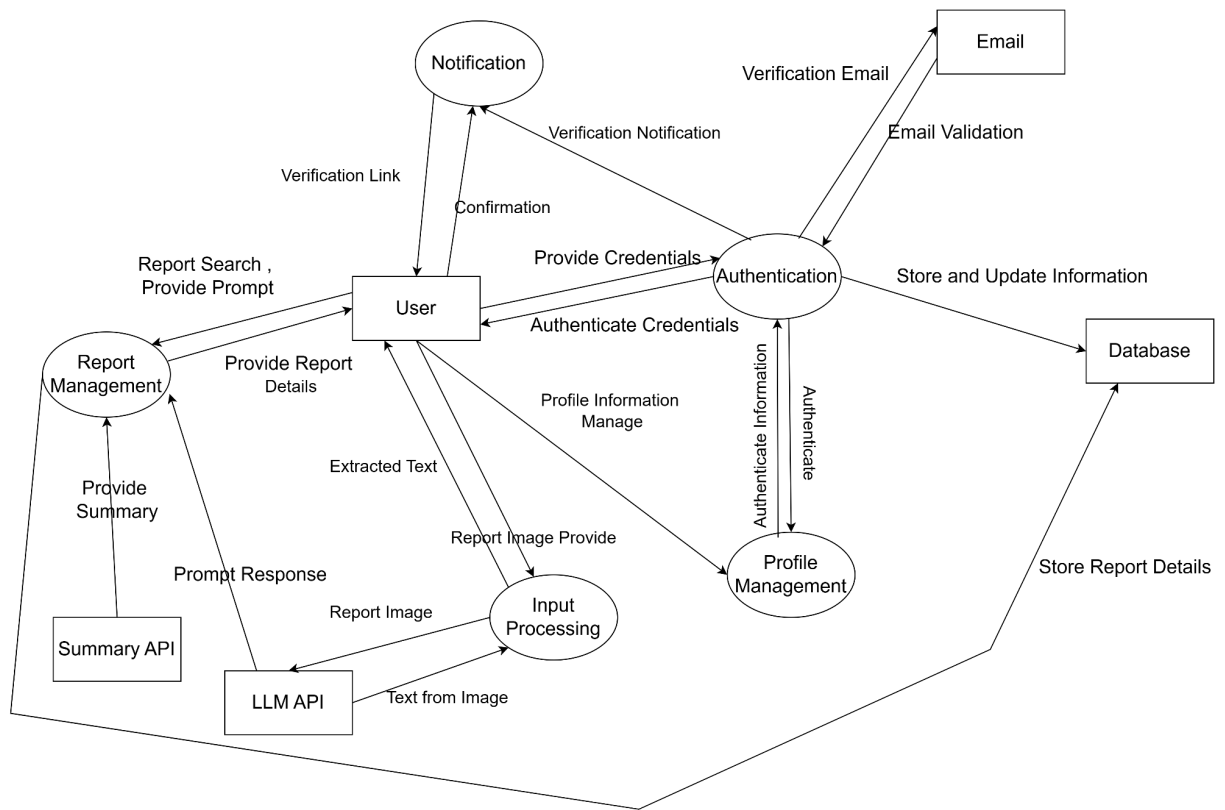 Email
Notification
Verification Email
Verification Notification
Email Validation
Verification Link
Confirmation
Report Search ,
Provide Prompt
Provide Credentials
Authentication
Store and Update Information
User
Authenticate Credentials
Database
Report
Management
Provide Report
Details
Profile Information
Manage
Authenticate Information
Authenticate
Extracted Text
Provide
Summary
Report Image Provide
Profile
Management
Store Report Details
Prompt Response
Report Image
Input
Processing
Summary API
LLM API
Text from Image